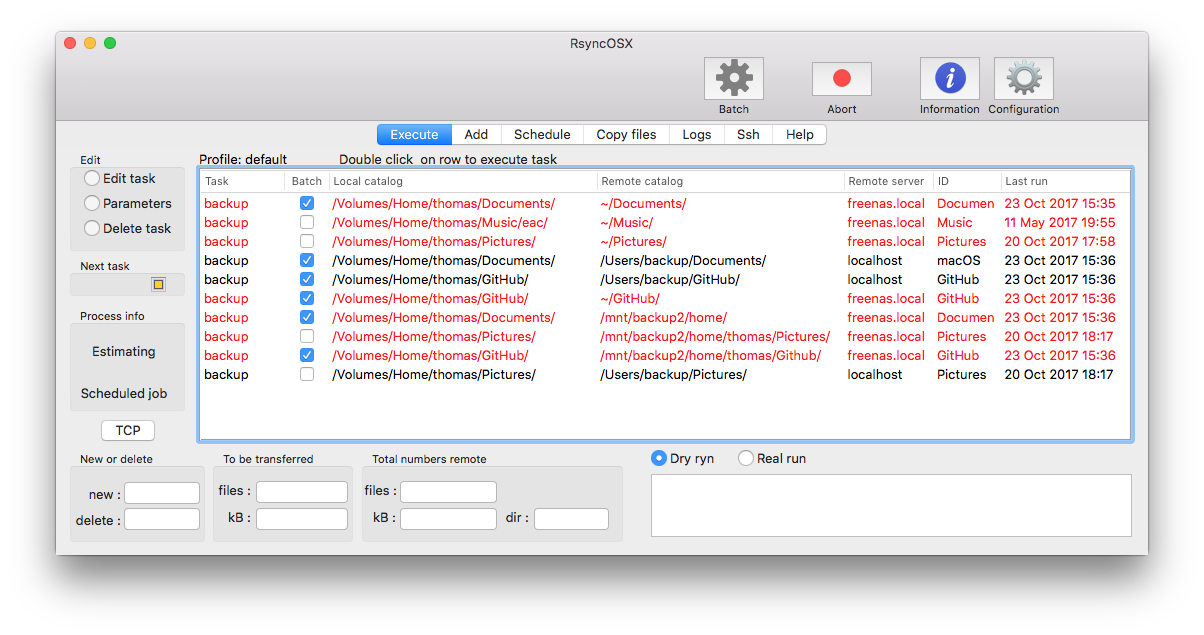 RsyncOSX
Batch Abort Information Configuration
Execute Add Schedule Copy files Logs Ssh Help
Edit
Edit task
Parameters
Delete task
Next task
Process info
Estimating
Scheduled job
TCP
Profile: default Double click on row to execute task
Task Batch Local catalog Remote catalog Remote server ID Last run
backup /Volumes/Home/thomas/Documents/ ~/Documents/ freenas.local Documen 23 Oct 2017 15:35
backup /Volumes/Home/thomas/Music/eac/ ~/Music/ freenas.local Music 11 May 2017 19:55
backup /Volumes/Home/thomas/Pictures/ ~/Pictures/ freenas.local Pictures 20 Oct 2017 17:58
backup /Volumes/Home/thomas/Documents/ /Users/backup/Documents/ localhost macOS 23 Oct 2017 15:36
backup /Volumes/Home/thomas/GitHub/ /Users/backup/GitHub/ localhost GitHub 23 Oct 2017 15:36
backup /Volumes/Home/thomas/GitHub/ ~/GitHub/ freenas.local GitHub 23 Oct 2017 15:36
backup /Volumes/Home/thomas/Documents/ /mnt/backup2/home/ freenas.local Documen 23 Oct 2017 15:36
backup /Volumes/Home/thomas/Pictures/ /mnt/backup2/home/thomas/Pictures/ freenas.local Pictures 20 Oct 2017 18:17
backup /Volumes/Home/thomas/GitHub/ /mnt/backup2/home/thomas/Github/ freenas.local GitHub 23 Oct 2017 15:36
backup /Volumes/Home/thomas/Pictures/ /Users/backup/Pictures/ localhost Pictures 20 Oct 2017 18:17
New or delete
new :
delete :
To be transferred
files :
kB :
Total numbers remote
files :
kB : dir :
Dry ryn Real run